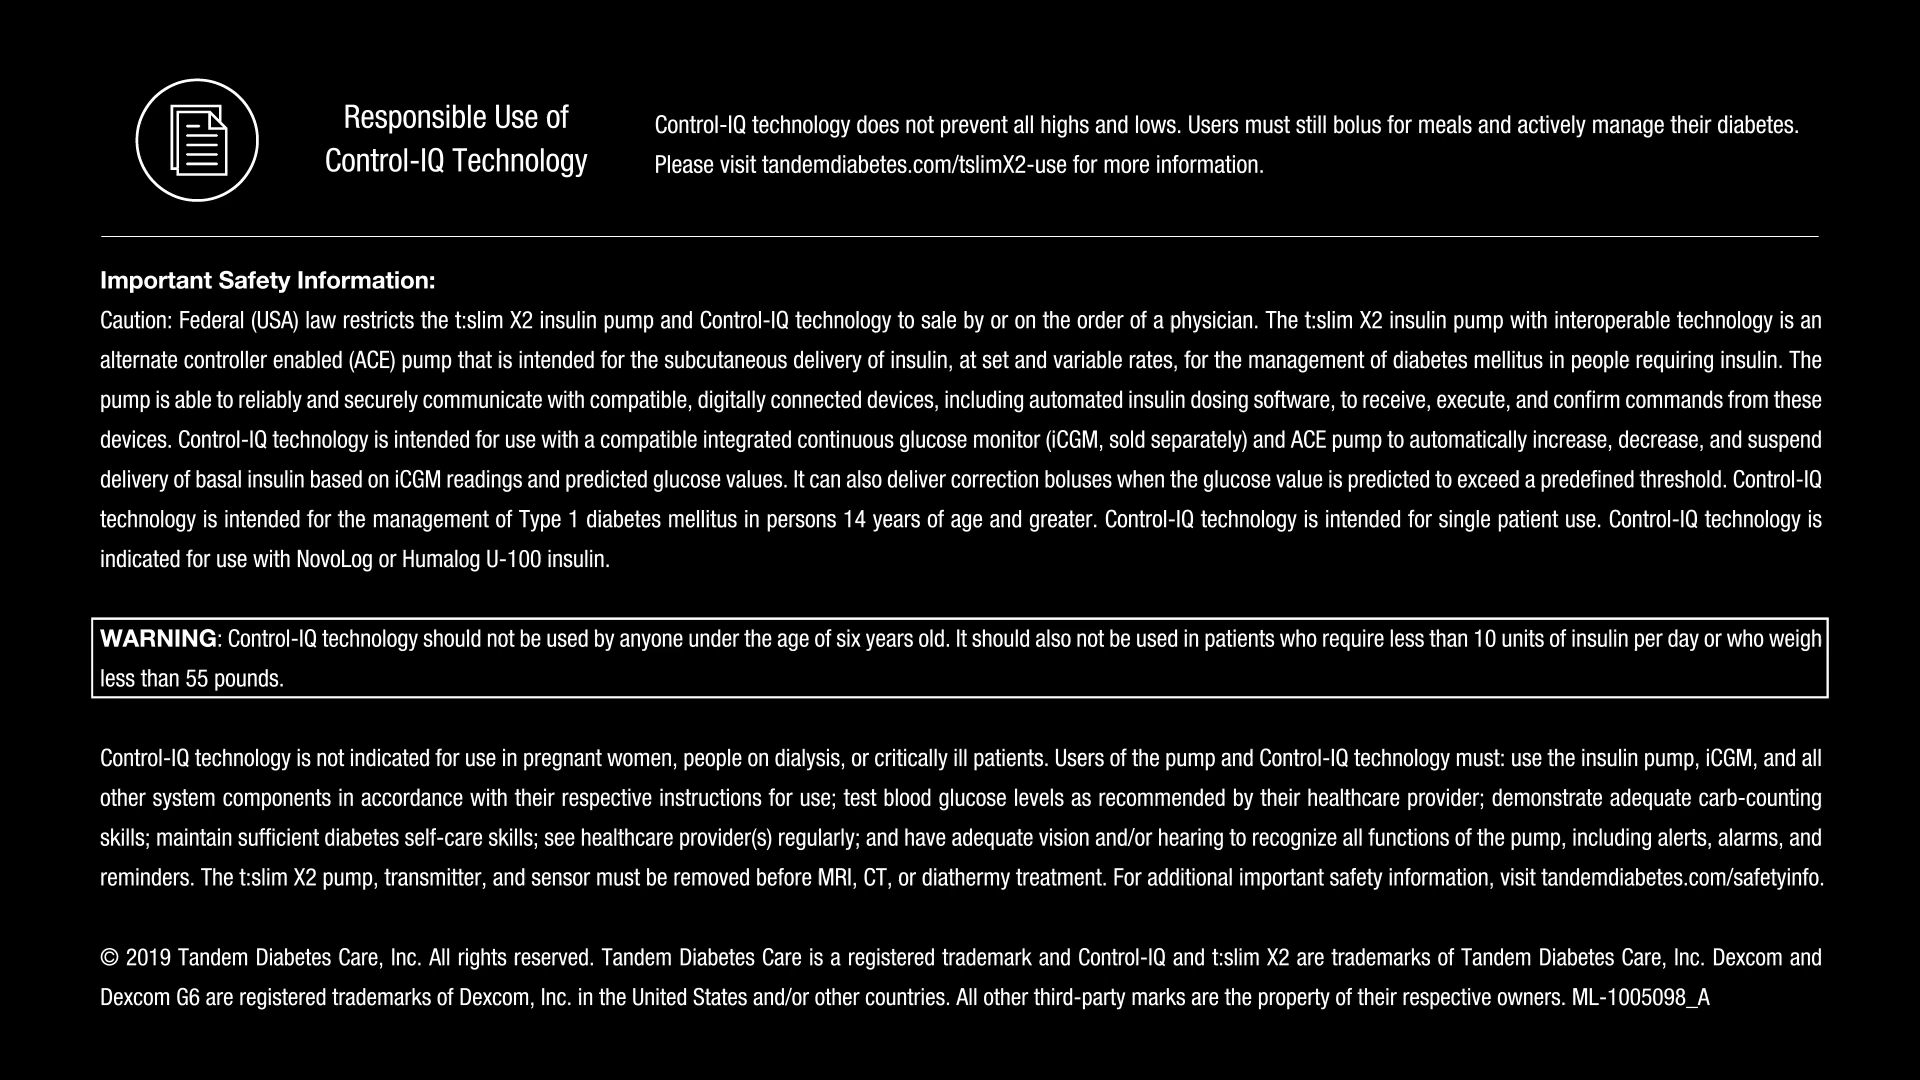 Responsible Use of
Control-IQ Technology
Control-IQ technology does not prevent all highs and lows. Users must still bolus for meals and actively manage their diabetes.
Please visit tandemdiabetes.com/tslimX2-use for more information.
Important Safety Information:
Caution: Federal (USA) law restricts the t:slim X2 insulin pump and Control-IQ technology to sale by or on the order of a physician. The t:slim X2 insulin pump with interoperable technology is an
alternate controller enabled (ACE) pump that is intended for the subcutaneous delivery of insulin, at set and variable rates, for the management of diabetes mellitus in people requiring insulin. The
pump is able to reliably and securely communicate with compatible, digitally connected devices, including automated insulin dosing software, to receive, execute, and confirm commands from these
devices. Control-IQ technology is intended for use with a compatible integrated continuous glucose monitor (iCGM, sold separately) and ACE pump to automatically increase, decrease, and suspend
delivery of basal insulin based on iCGM readings and predicted glucose values. It can also deliver correction boluses when the glucose value is predicted to exceed a predefined threshold. Control-IQ
technology is intended for the management of Type 1 diabetes mellitus in persons 14 years of age and greater. Control-IQ technology is intended for single patient use. Control-IQ technology is
indicated for use with NovoLog or Humalog U-100 insulin.
WARNING: Control-IQ technology should not be used by anyone under the age of six years old. It should also not be used in patients who require less than 10 units of insulin per day or who weigh
less than 55 pounds.
Control-IQ technology is not indicated for use in pregnant women, people on dialysis, or critically ill patients. Users of the pump and Control-IQ technology must: use the insulin pump, iCGM, and all
other system components in accordance with their respective instructions for use; test blood glucose levels as recommended by their healthcare provider; demonstrate adequate carb-counting
skills; maintain sufficient diabetes self-care skills; see healthcare provider(s) regularly; and have adequate vision and/or hearing to recognize all functions of the pump, including alerts, alarms, and
reminders. The t:slim X2 pump, transmitter, and sensor must be removed before MRI, CT, or diathermy treatment. For additional important safety information, visit tandemdiabetes.com/safetyinfo.
© 2019 Tandem Diabetes Care, Inc. All rights reserved. Tandem Diabetes Care is a registered trademark and Control-IQ and t:slim X2 are trademarks of Tandem Diabetes Care, Inc. Dexcom and
Dexcom G6 are registered trademarks of Dexcom, Inc. in the United States and/or other countries. All other third-party marks are the property of their respective owners. ML-1005098_A